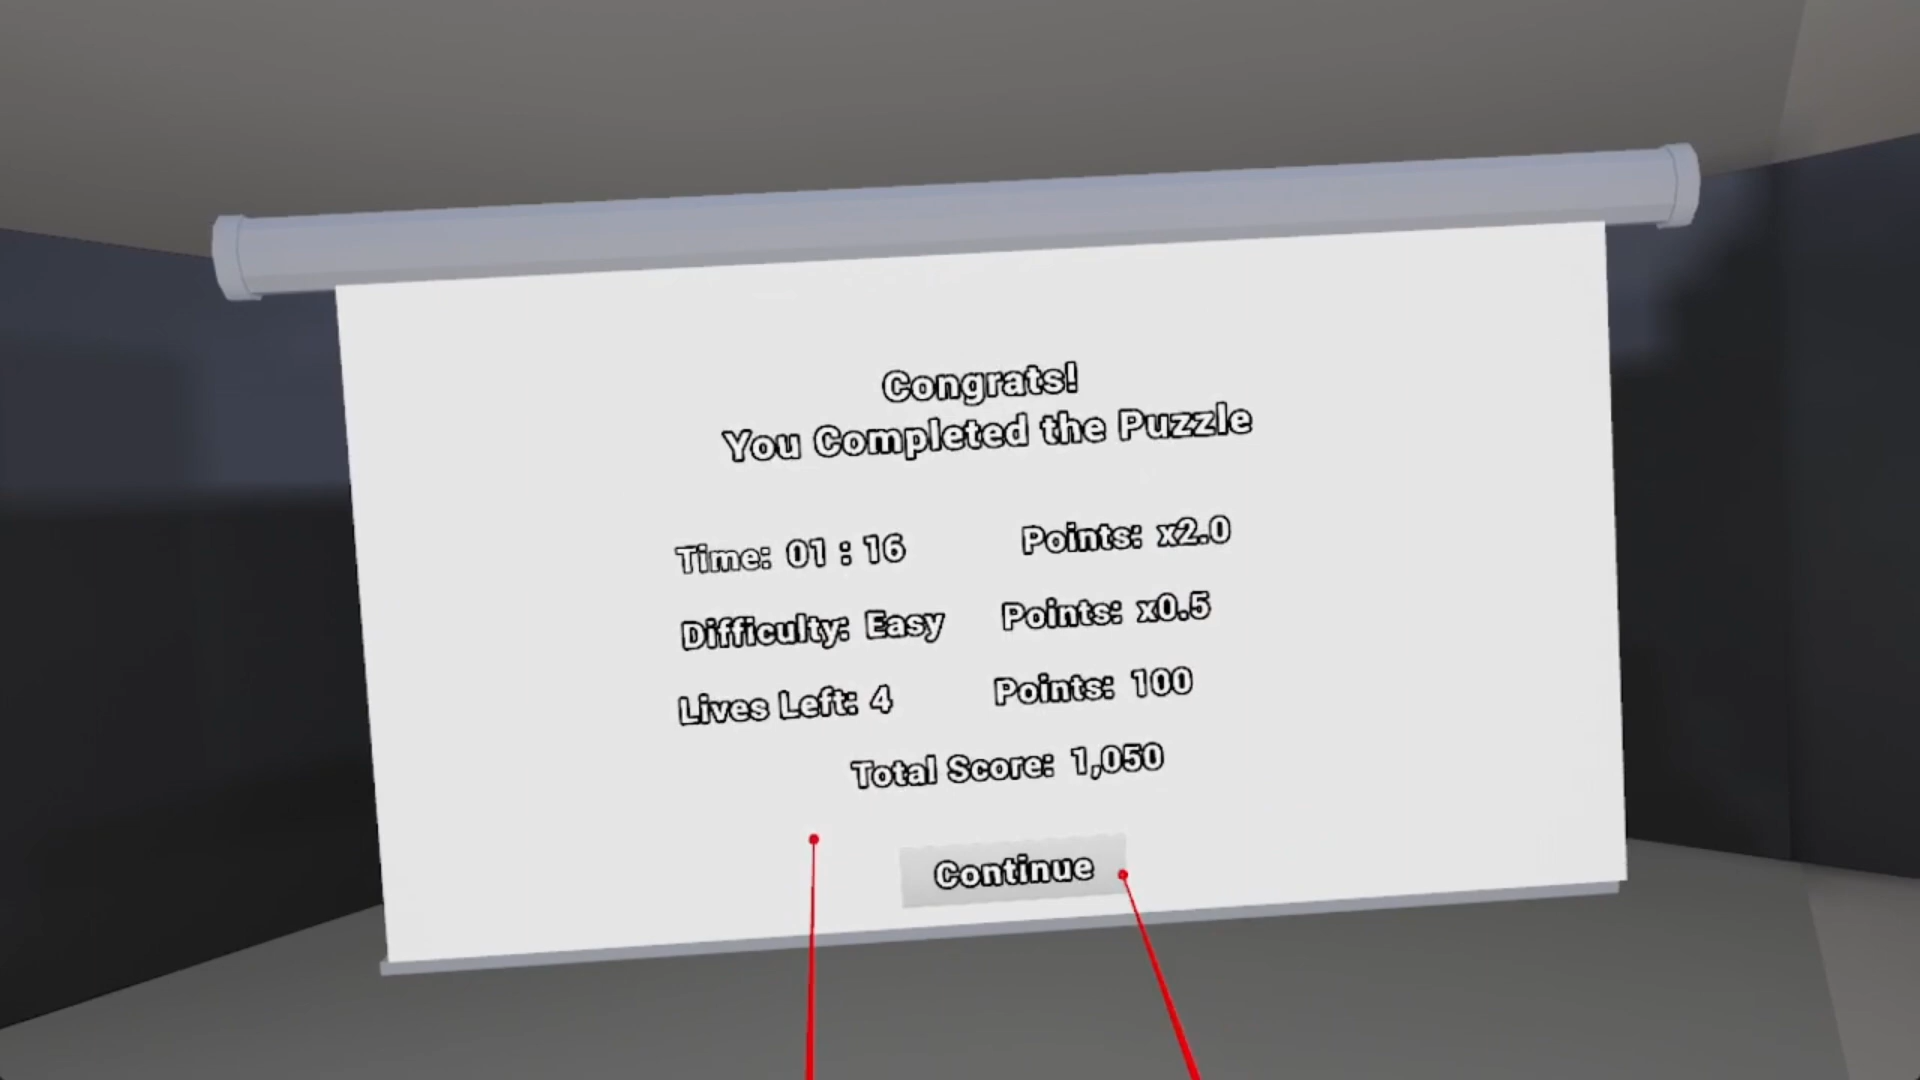 Congrats!
You Completed the Puzzle
Time: 01 : 16 Points: x2.0
Difficulty: Easy Points: x0.5
Lives Left: 4 Points: 100
Total Score: 1,050
Continue